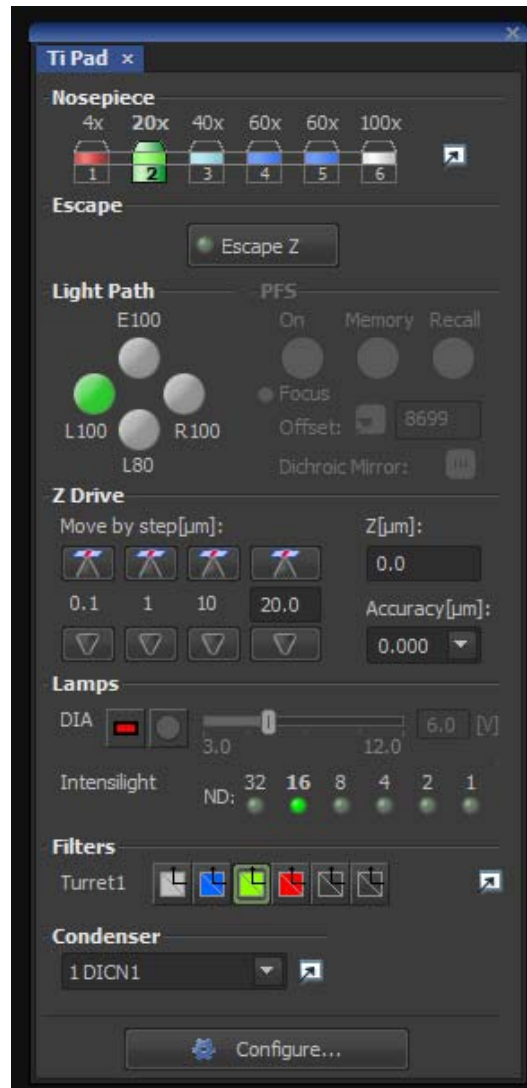 Ti Pad
Nosepiece
4x 20x 40x 60x 60x 100x
1 2 3 4 5 6
Escape
Escape Z
Light Path PFS
E100 On Memory Recall
Focus
L100 R100 Offset: 8699
L80 Dichroic Mirror:
Z Drive
Move by step[µm]: Z[µm]:
0.0
0.1 1 10 20.0 Accuracy[µm]:
0.000
Lamps
DIA 6.0 [V]
3.0 12.0
Intensilight ND: 32 16 8 4 2 1
Filters
Turret1
Condenser
1 DICN1
Configure...